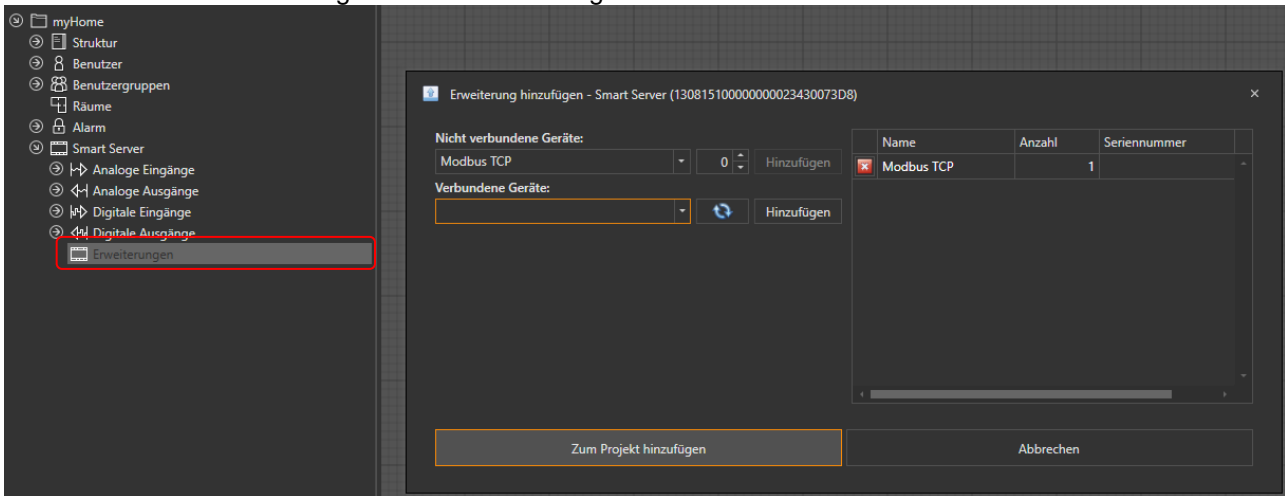 myHome
Struktur
Benutzer
Benutzergruppen
Räume
Alarm
Smart Server
Analoge Eingänge
Analoge Ausgänge
Digitale Eingänge
Digitale Ausgänge
Erweiterungen
Erweiterung hinzufügen - Smart Server (130815100000000023430073D8)
Nicht verbundene Geräte:
Modbus TCP 0 Hinzufügen
Verbundene Geräte:
Hinzufügen
Name Anzahl Seriennummer
Modbus TCP 1
Zum Projekt hinzufügen Abbrechen